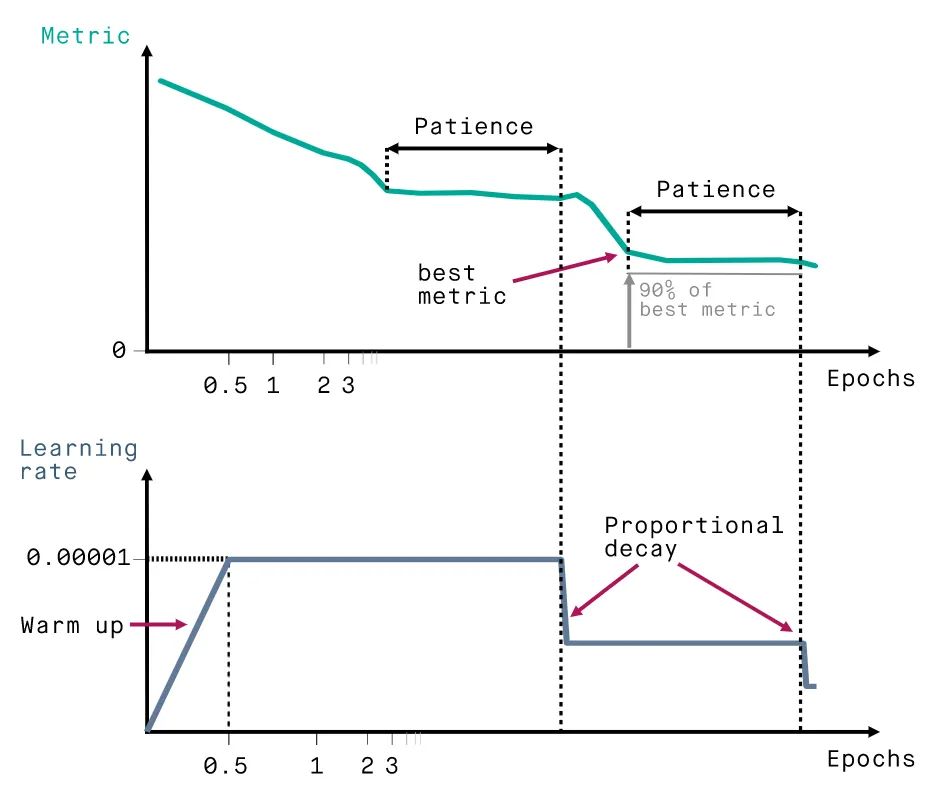 Metric
Patience
Patience
best
metric
90% of
best metric
0
0.5 1 2 3
Epochs
Learning
rate
Proportional
decay
0.00001
Warm up
0.5 1 2 3
Epochs